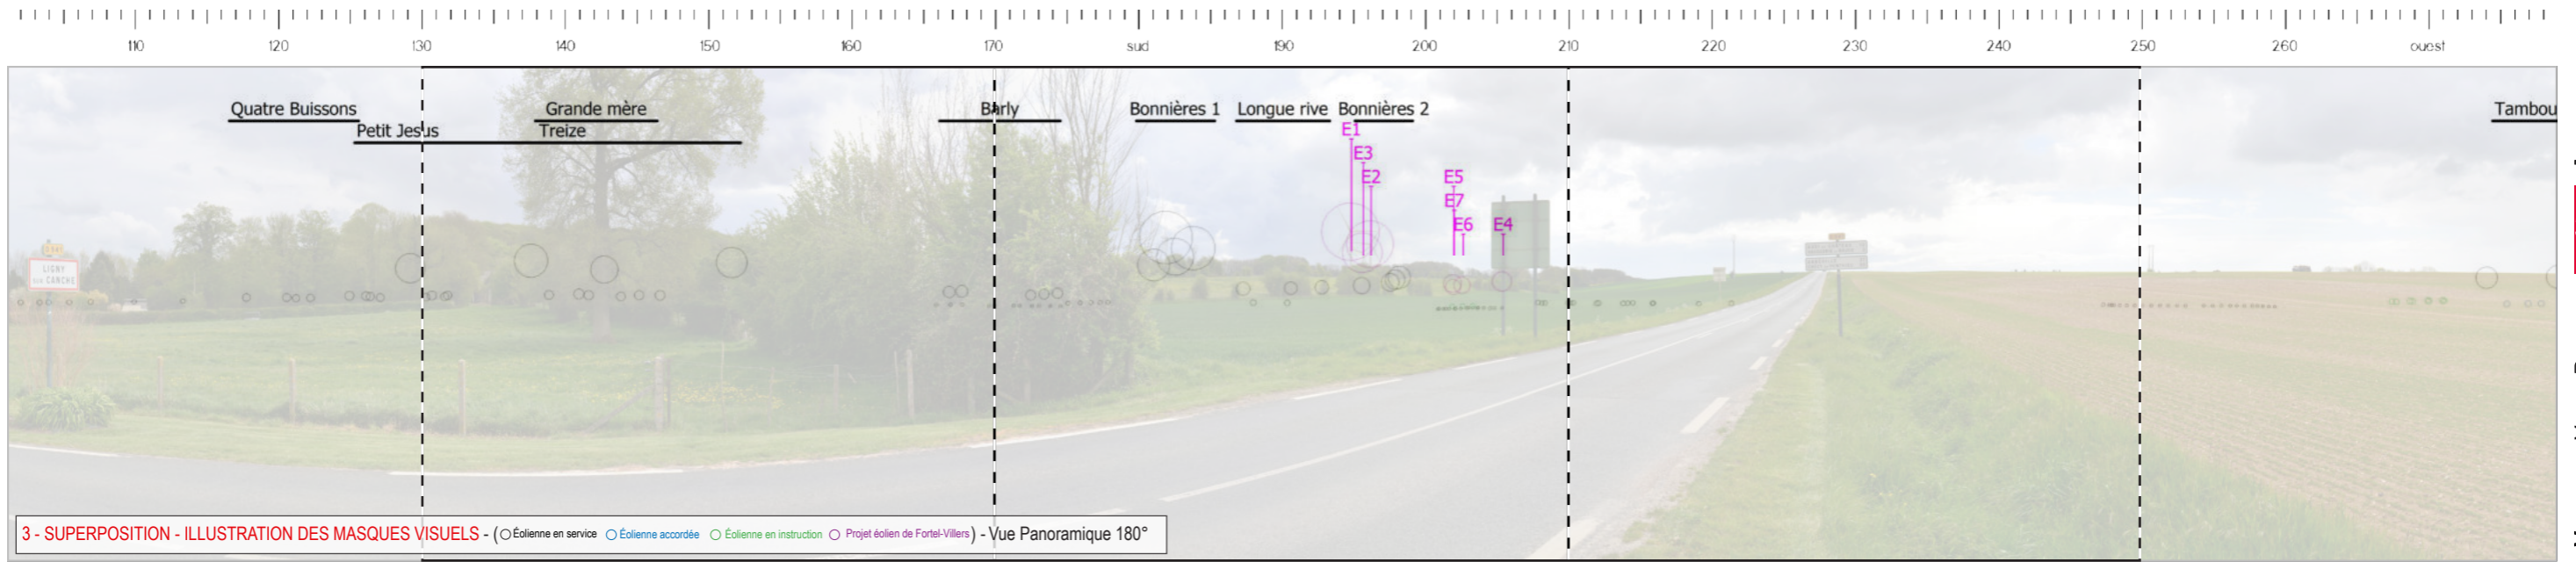 110 120 130 140 150 160 170 sud 190 200 210 220 230 240 250 260 ouest
Quatre Buissons Grande mère Barly Bonnières 1 Longue rive Bonnières 2 Tambou
Petit Jesus Treize
E1
E3
E2 E5
E7
E6 E4
LIGNY
SUR CANCHE
3 - SUPERPOSITION - ILLUSTRATION DES MASQUES VISUELS - (Éolienne en service Éolienne accordée Éolienne en instruction Projet éolien de Fortel-Villers) - Vue Panoramique 180°